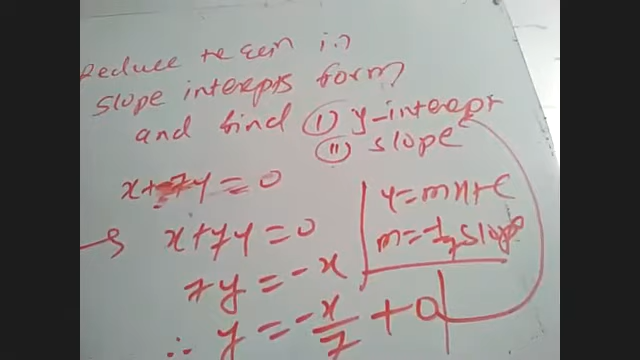 Reduce te eqn in
slope intercepts form
and find (i) y-intercept
(ii) slope
x+7y=0
→ x+7y=0
7y=-x
∴ y=-x/7+0
y=mx+c
m=-1/7 slope